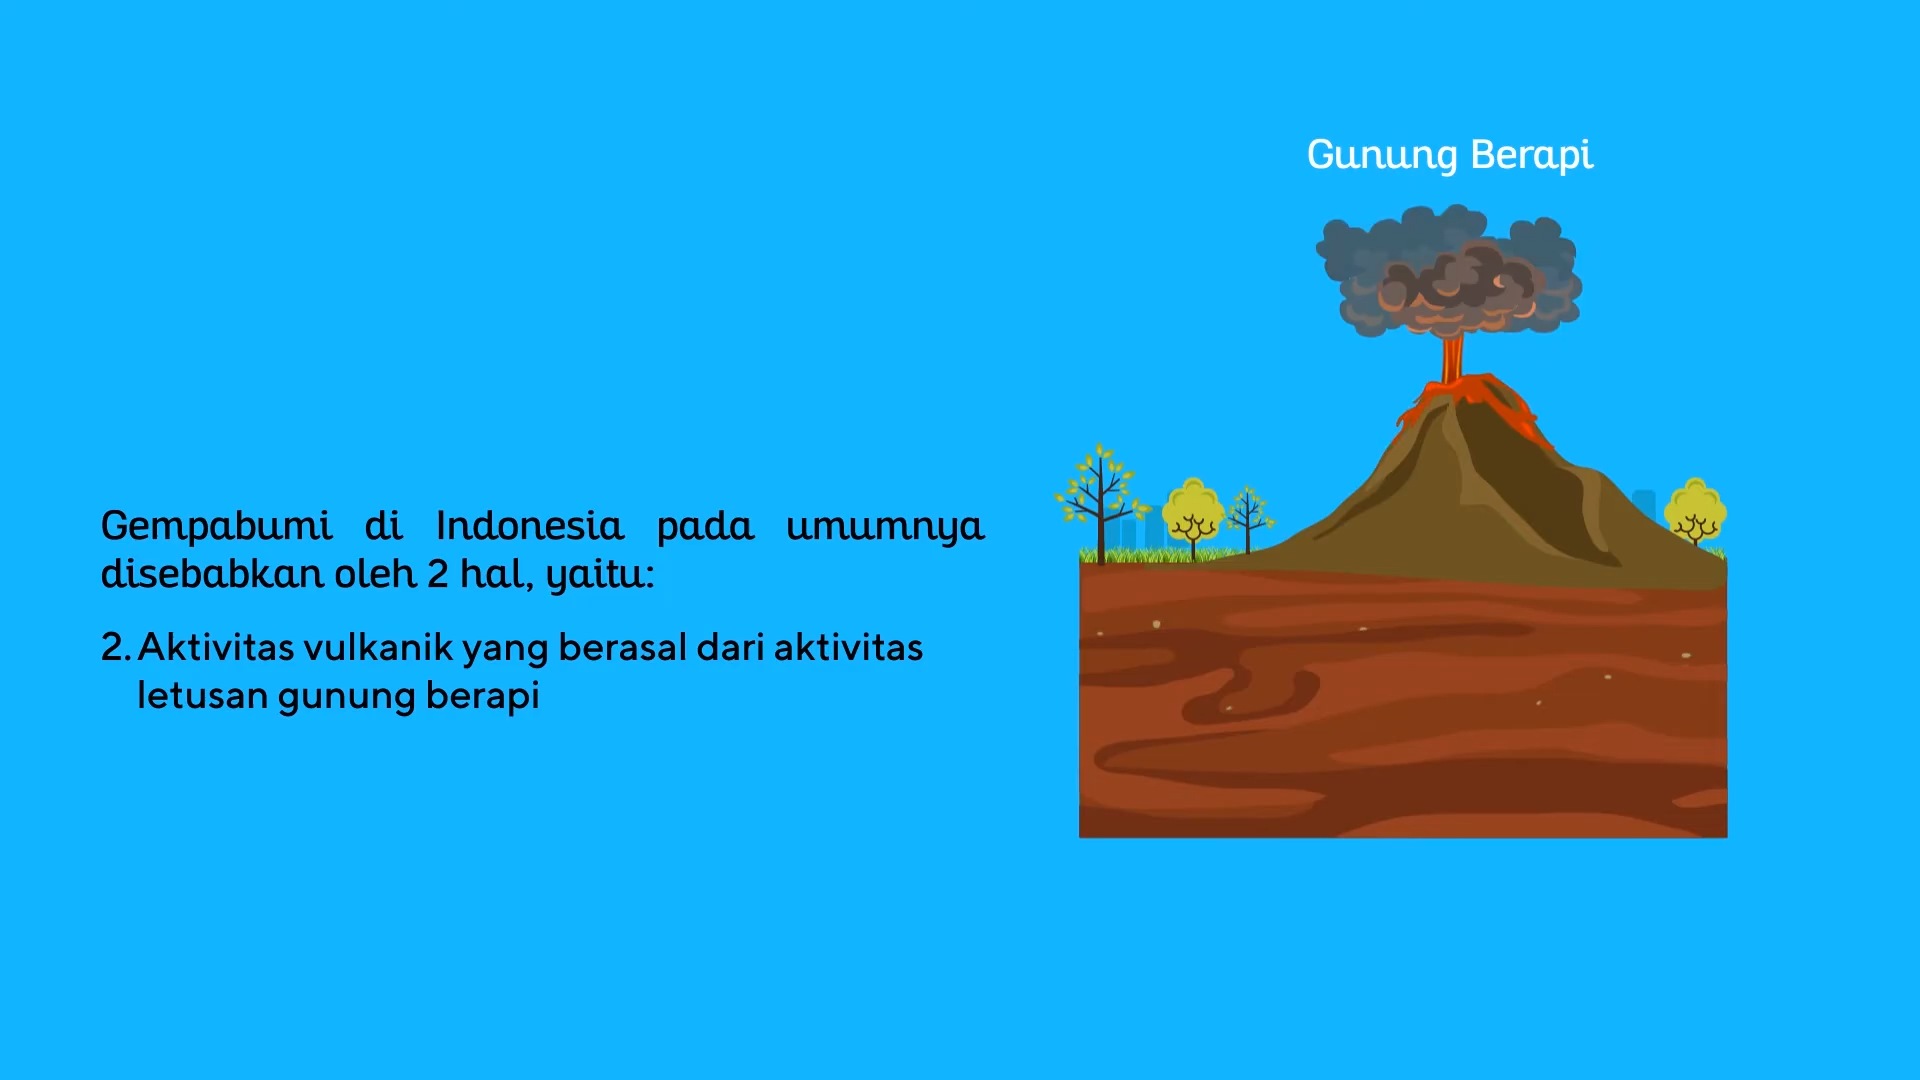 Gunung Berapi
Gempabumi di Indonesia pada umumnya
disebabkan oleh 2 hal, yaitu:
2. Aktivitas vulkanik yang berasal dari aktivitas
letusan gunung berapi